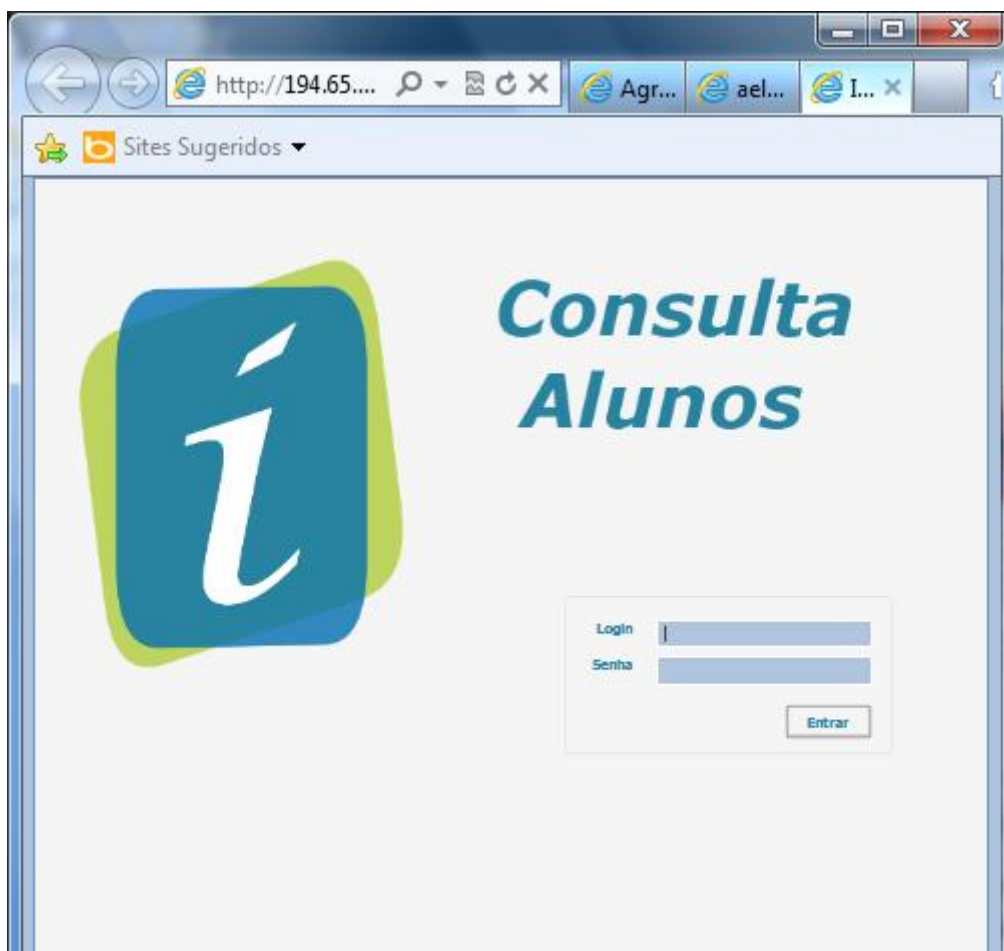 http://194.65....
Agr...
ael...
I...
Sites Sugeridos
i
Consulta
Alunos
Login
Senha
Entrar